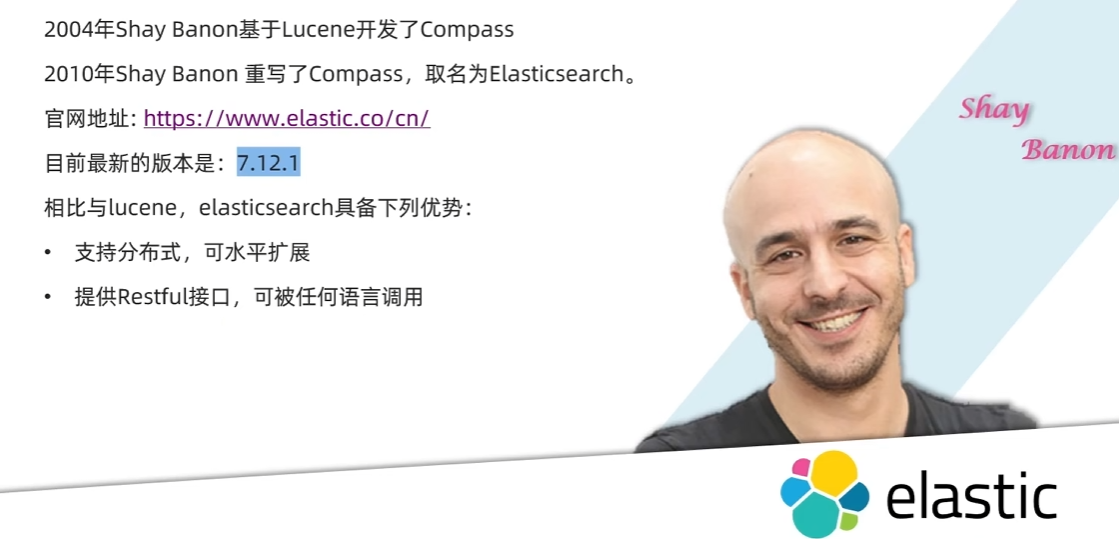 2004年Shay Banon基于Lucene开发了Compass
2010年Shay Banon 重写了Compass，取名为Elasticsearch。
官网地址: https://www.elastic.co/cn/
目前最新的版本是：7.12.1
相比与lucene，elasticsearch具备下列优势：
• 支持分布式，可水平扩展
• 提供Restful接口，可被任何语言调用
Shay
Banon
elastic